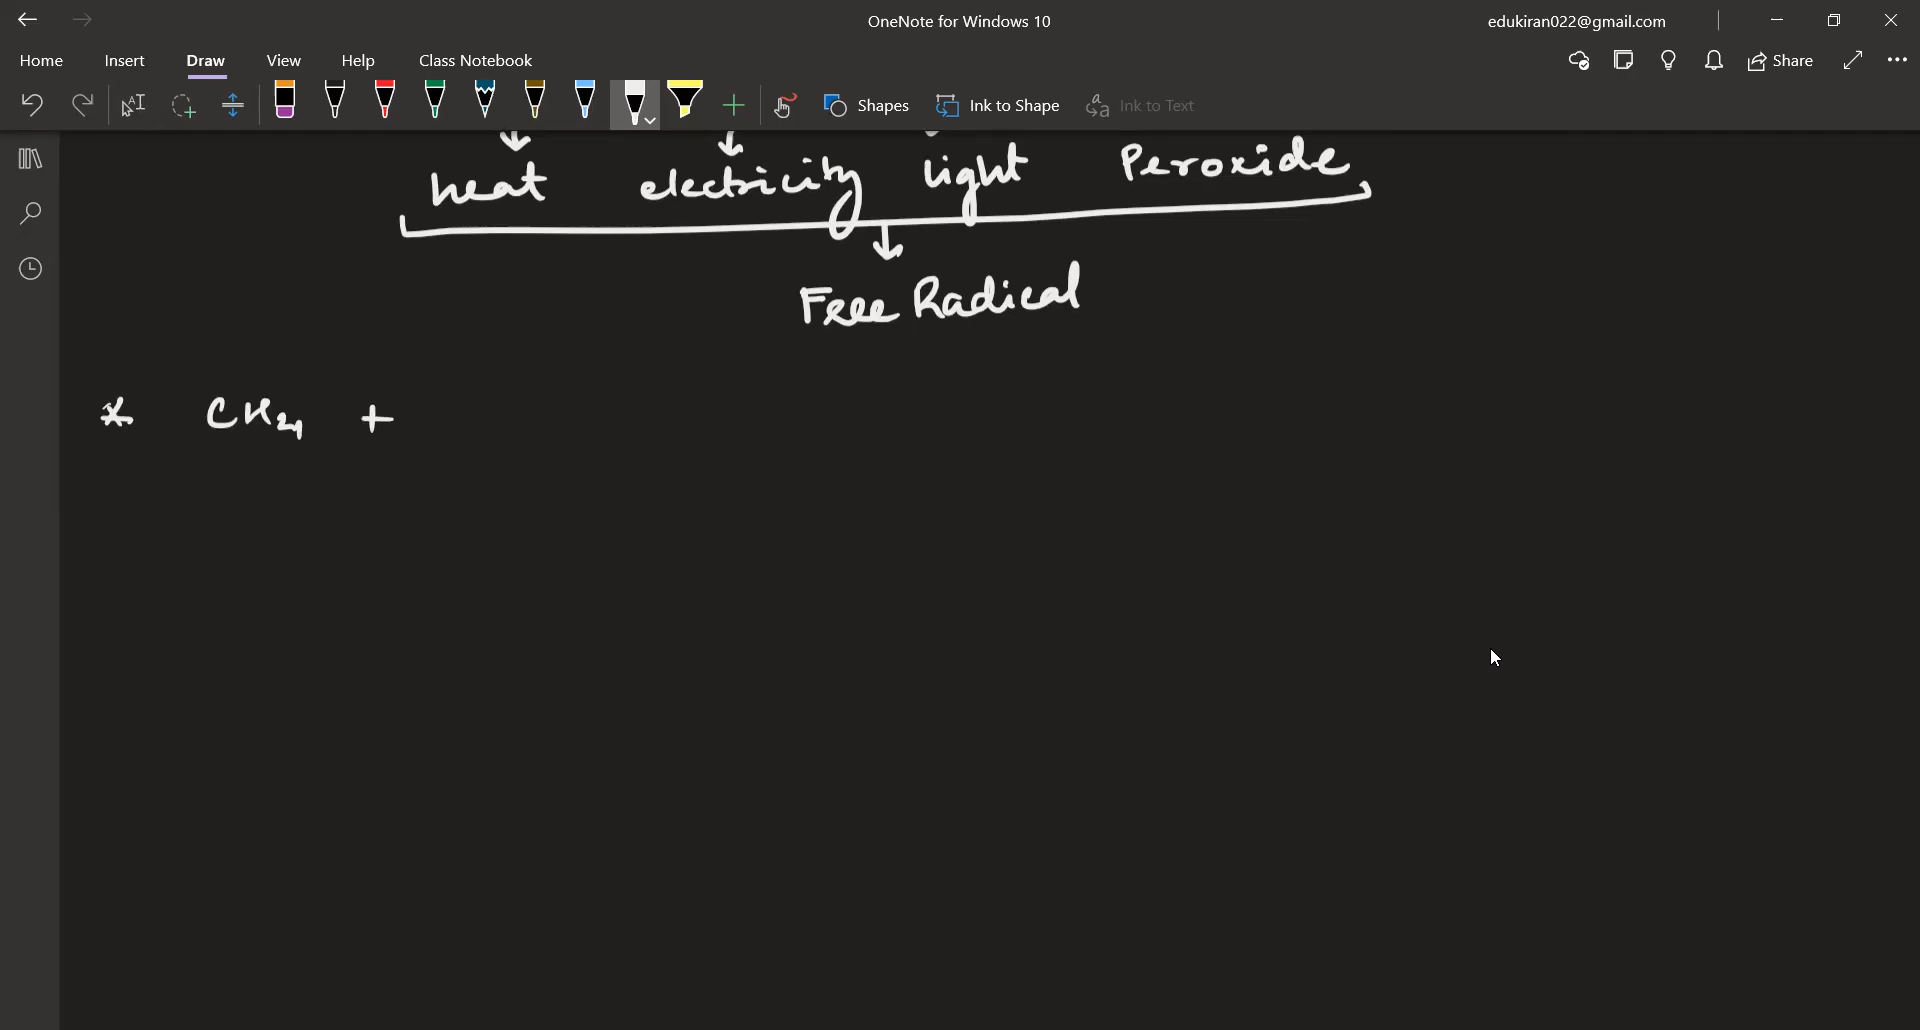 OneNote for Windows 10
edukiran022@gmail.com
Home Insert Draw View Help Class Notebook
Share
Shapes Ink to Shape Ink to Text
heat electricity light Peroxide
Free Radical
* CH4 +